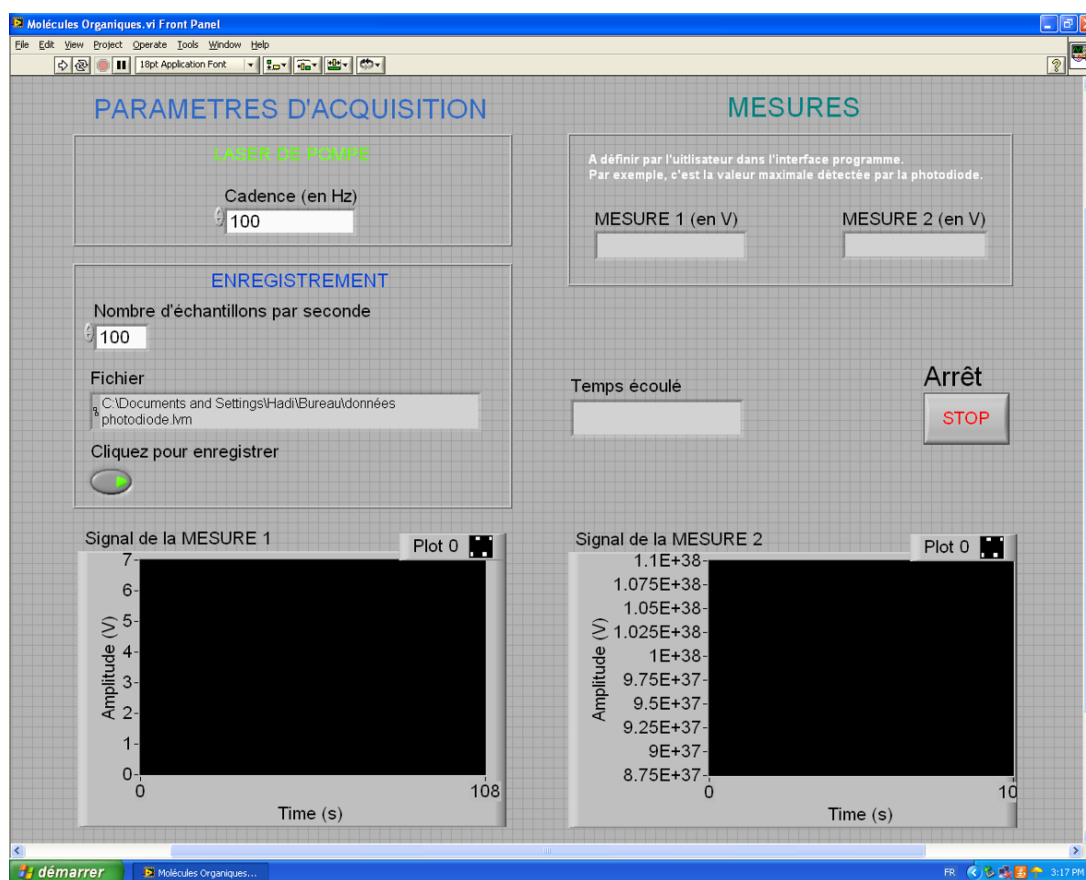 Molécules Organiques.vi Front Panel
File Edit View Project Operate Tools Window Help
18pt Application Font
PARAMETRES D'ACQUISITION
LASER DE POMPE
Cadence (en Hz)
100
ENREGISTREMENT
Nombre d'échantillons par seconde
100
Fichier
C:\Documents and Settings\Hadi\Bureau\données
photodiode.lvm
Cliquez pour enregistrer
MESURES
A définir par l'uitlisateur dans l'interface programme.
Par exemple, c'est la valeur maximale détectée par la photodiode.
MESURE 1 (en V)
MESURE 2 (en V)
Temps écoulé
Arrêt
STOP
Signal de la MESURE 1
Plot 0
Amplitude (V)
7
6
5
4
3
2
1
0
0
108
Time (s)
Signal de la MESURE 2
Plot 0
Amplitude (V)
1.1E+38
1.075E+38
1.05E+38
1.025E+38
1E+38
9.75E+37
9.5E+37
9.25E+37
9E+37
8.75E+37
0
10
Time (s)
démarrer
Molécules Organiques...
FR
3:17 PM